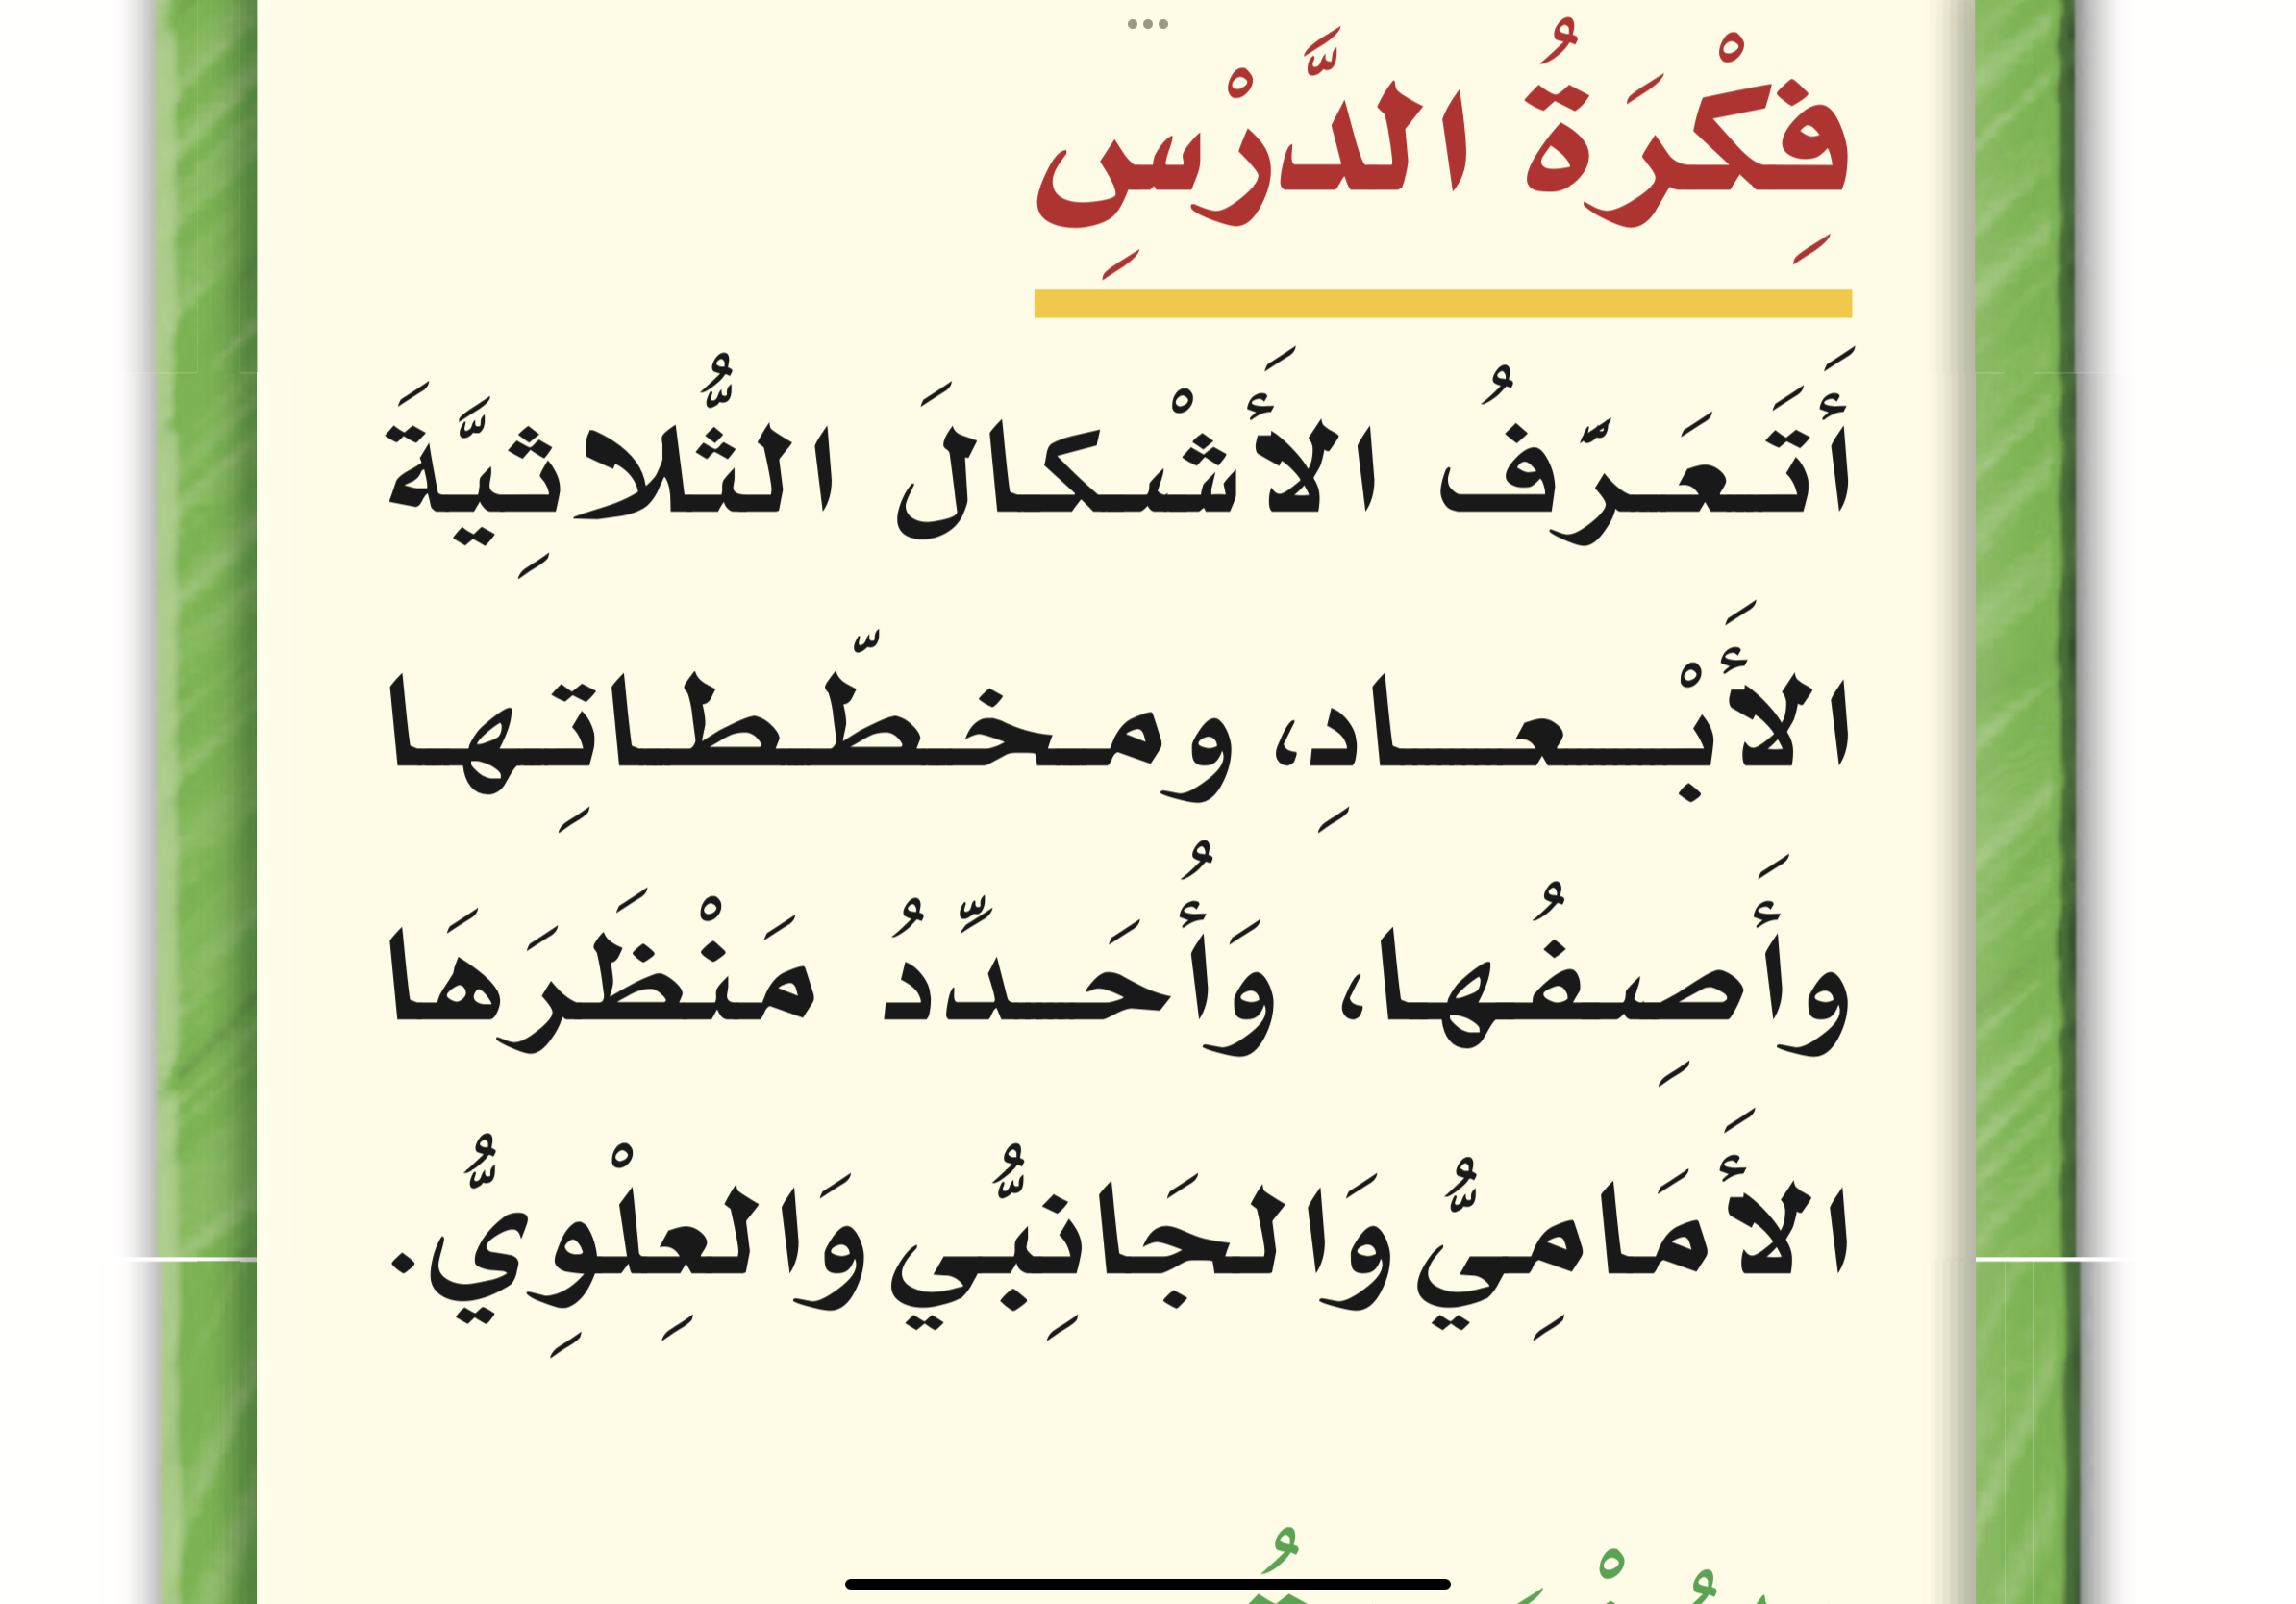 فِكْرَةُ الدَّرْسِ
أَتَعَرَّفُ الأَشْكالَ الثُّلاثِيَّةَ
الأَبْعادِ، ومخطّطاتِها
وأَصِفُها، وَأُحَدِّدُ مَنْظَرَهَا
الأَمَامِيُّ وَالجَانِبُّي وَالعِلْوِيُّ.